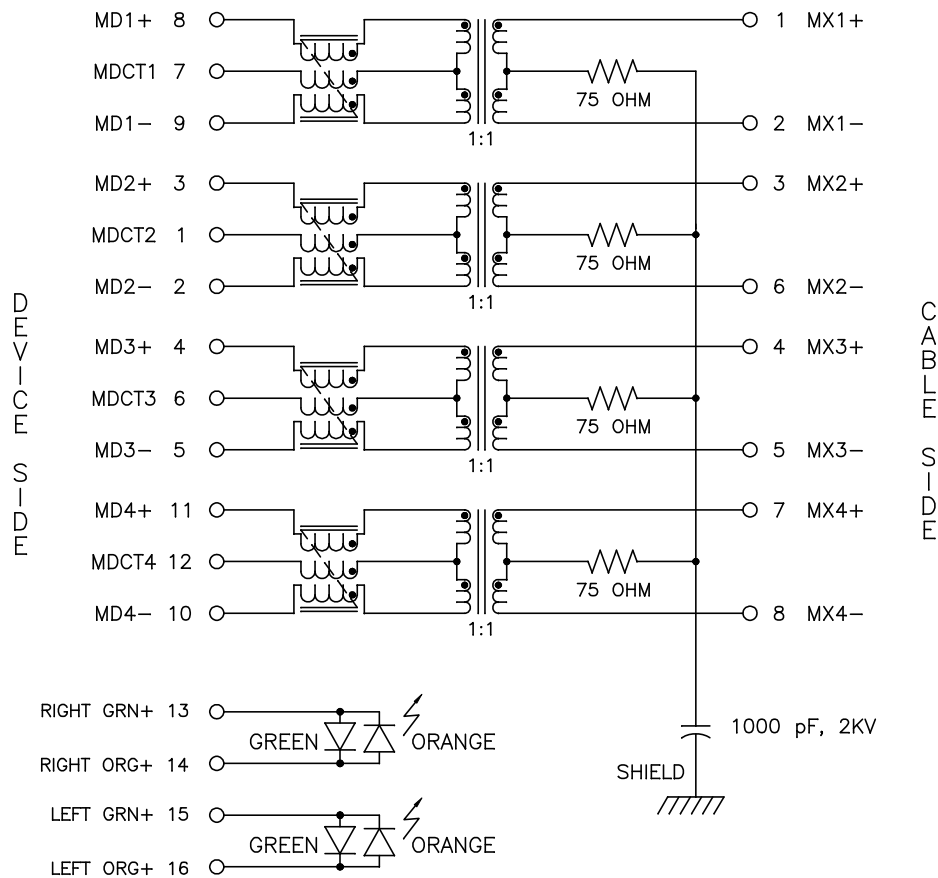 MD1+ 8
1 MX1+
MDCT1 7
75 OHM
MD1− 9
2 MX1−
1:1
MD2+ 3
3 MX2+
MDCT2 1
75 OHM
MD2− 2
6 MX2−
1:1
DEVICE SIDE
CABLE SIDE
MD3+ 4
4 MX3+
MDCT3 6
75 OHM
MD3− 5
5 MX3−
1:1
MD4+ 11
7 MX4+
MDCT4 12
75 OHM
MD4− 10
8 MX4−
1:1
RIGHT GRN+ 13
GREEN
ORANGE
1000 pF, 2KV
RIGHT ORG+ 14
SHIELD
LEFT GRN+ 15
GREEN
ORANGE
LEFT ORG+ 16